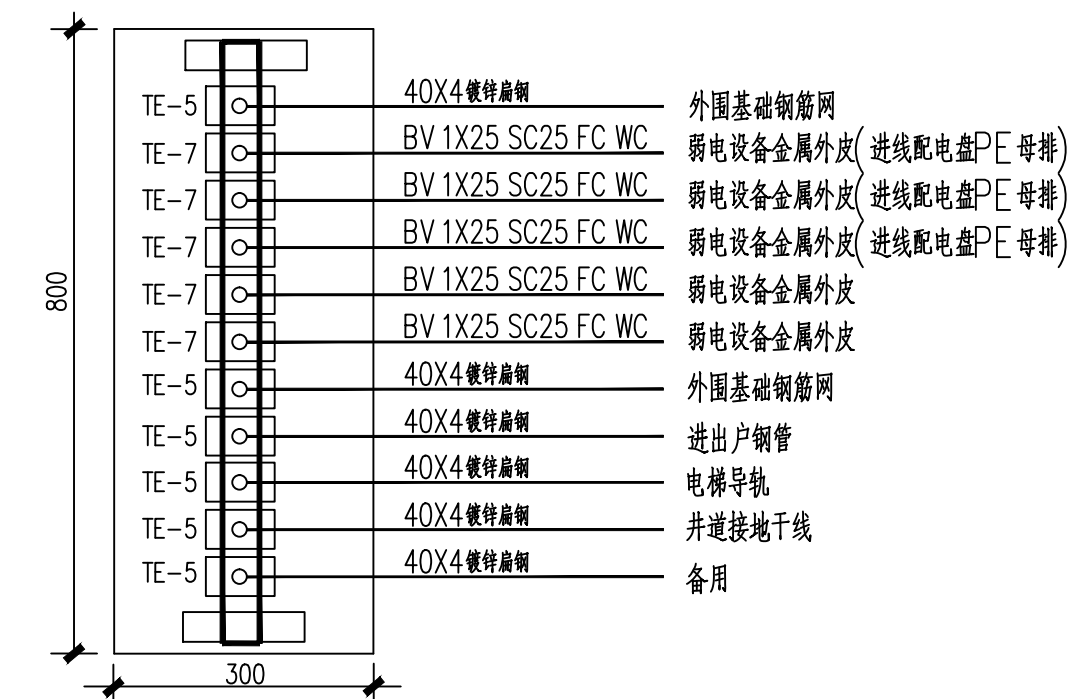 TE-5 40X4镀锌扁钢 外围基础钢筋网
TE-7 BV 1X25 SC25 FC WC 弱电设备金属外皮(进线配电盘PE母排)
TE-7 BV 1X25 SC25 FC WC 弱电设备金属外皮(进线配电盘PE母排)
TE-7 BV 1X25 SC25 FC WC 弱电设备金属外皮(进线配电盘PE母排)
TE-7 BV 1X25 SC25 FC WC 弱电设备金属外皮
TE-7 BV 1X25 SC25 FC WC 弱电设备金属外皮
TE-5 40X4镀锌扁钢 外围基础钢筋网
TE-5 40X4镀锌扁钢 进出户钢管
TE-5 40X4镀锌扁钢 电梯导轨
TE-5 40X4镀锌扁钢 井道接地干线
TE-5 40X4镀锌扁钢 备用
800
300